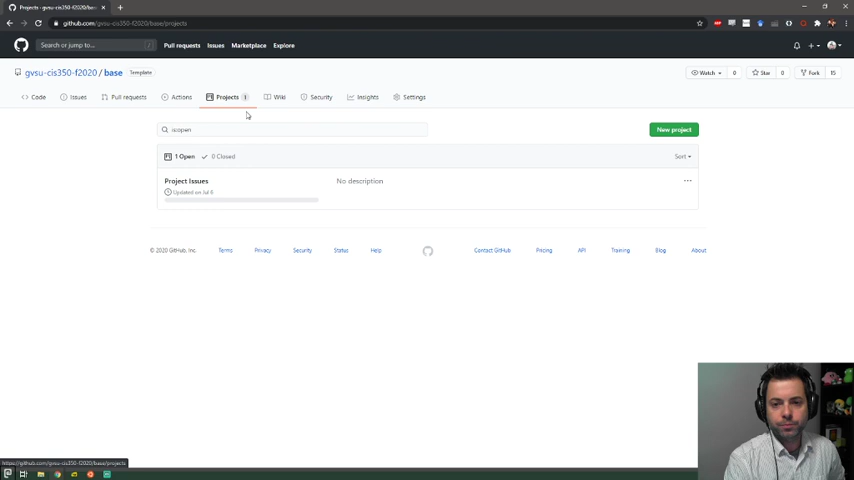 Projects · gvsu-cis350-f2020/base
github.com/gvsu-cis350-f2020/base/projects
Search or jump to... / Pull requests Issues Marketplace Explore
gvsu-cis350-f2020 / base Template Watch 0 Star 0 Fork 15
Code Issues Pull requests Actions Projects 1 Wiki Security Insights Settings
is:open New project
1 Open 0 Closed Sort
Project Issues No description
Updated on Jul 6
© 2020 GitHub, Inc. Terms Privacy Security Status Help Contact GitHub Pricing API Training Blog About
https://github.com/gvsu-cis350-f2020/base/projects